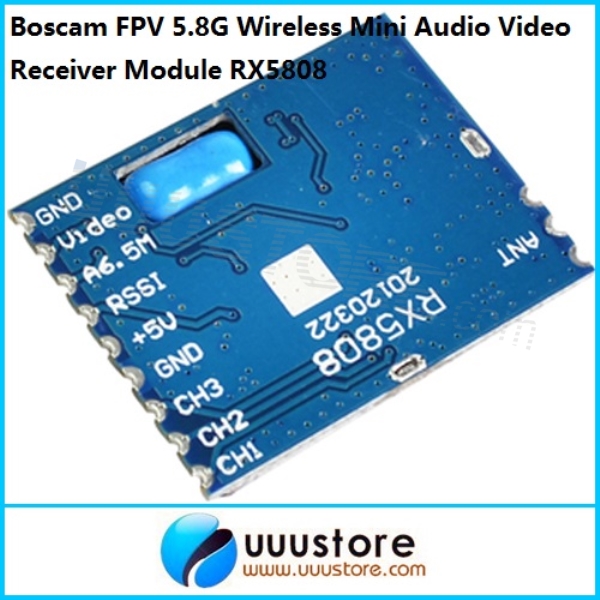 Boscam FPV 5.8G Wireless Mini Audio Video
Receiver Module RX5808
GND
Video
A6.5M
RSSI
+5V
GND
CH3
CH2
CH1
ANT
RX5808
20120322
uuustore
www.uuustore.com